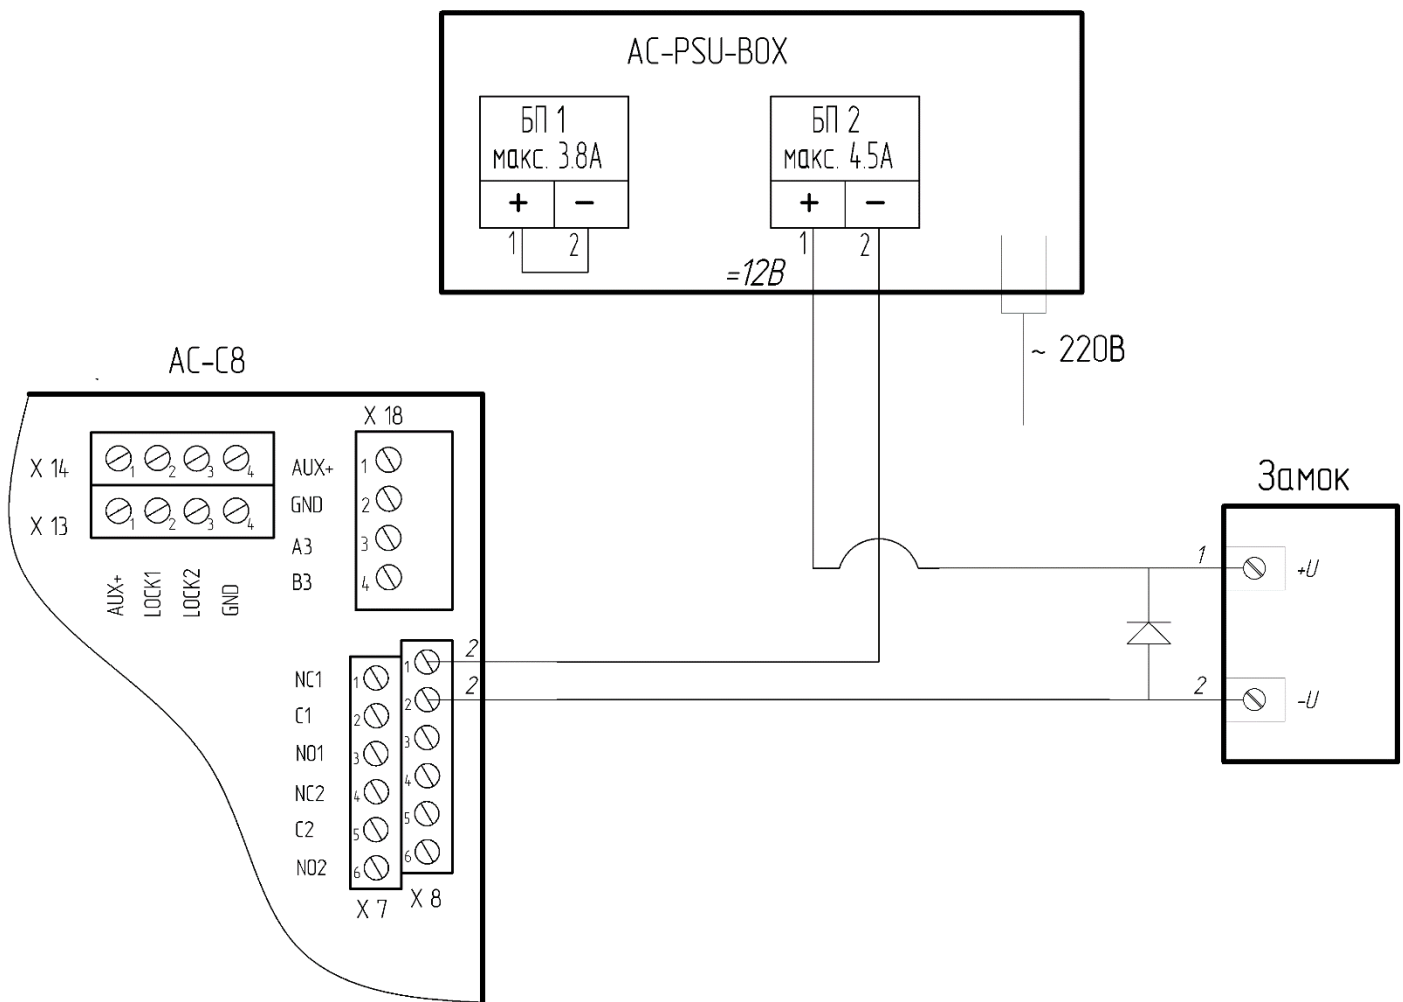 AC-PSU-BOX
БП 1
макс. 3.8А
+ −
1 2
БП 2
макс. 4.5А
+ −
1 2
=12В
~ 220В
AC-C8
X 14
1 2 3 4
X 13
1 2 3 4
AUX+
LOCK1
LOCK2
GND
X 18
AUX+ 1
GND 2
A3 3
B3 4
NC1 1
C1 2
NO1 3
NC2 4
C2 5
NO2 6
X 7
1 2
2 2
3
4
5
6
X 8
Замок
1 +U
2 -U